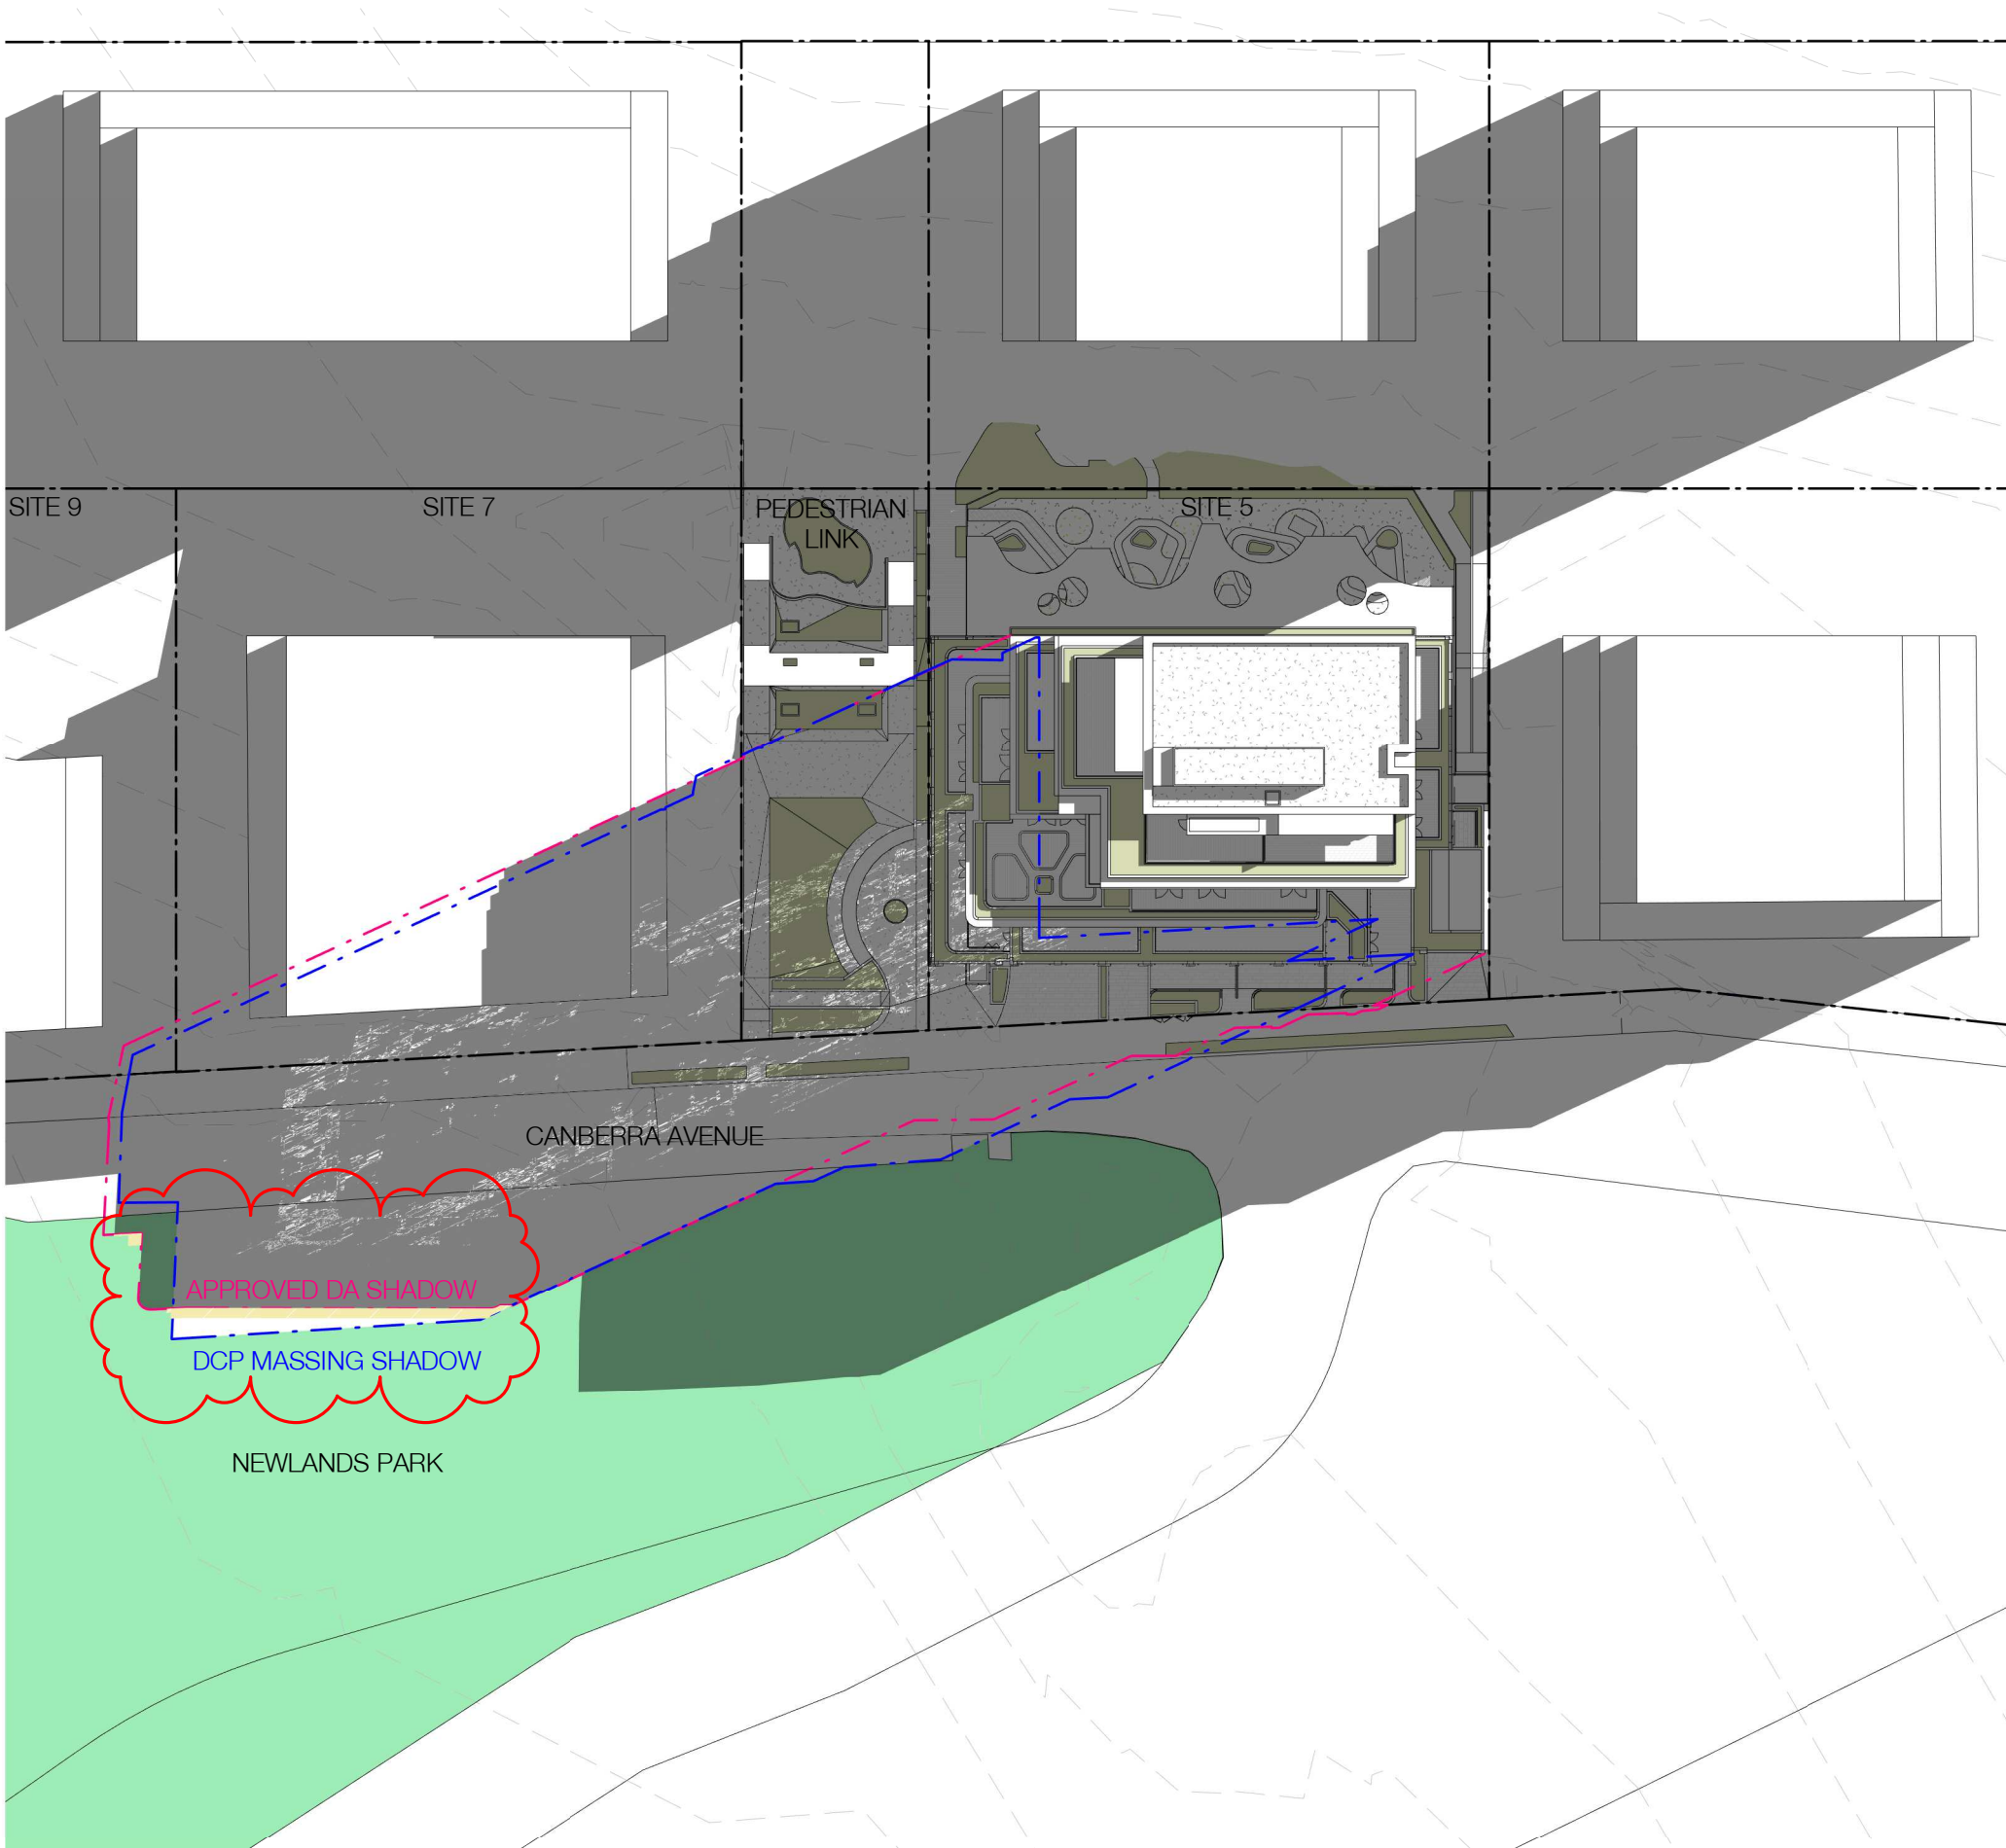 SITE 9
SITE 7
PEDESTRIAN
LINK
SITE 5
CANBERRA AVENUE
APPROVED DA SHADOW
DCP MASSING SHADOW
NEWLANDS PARK